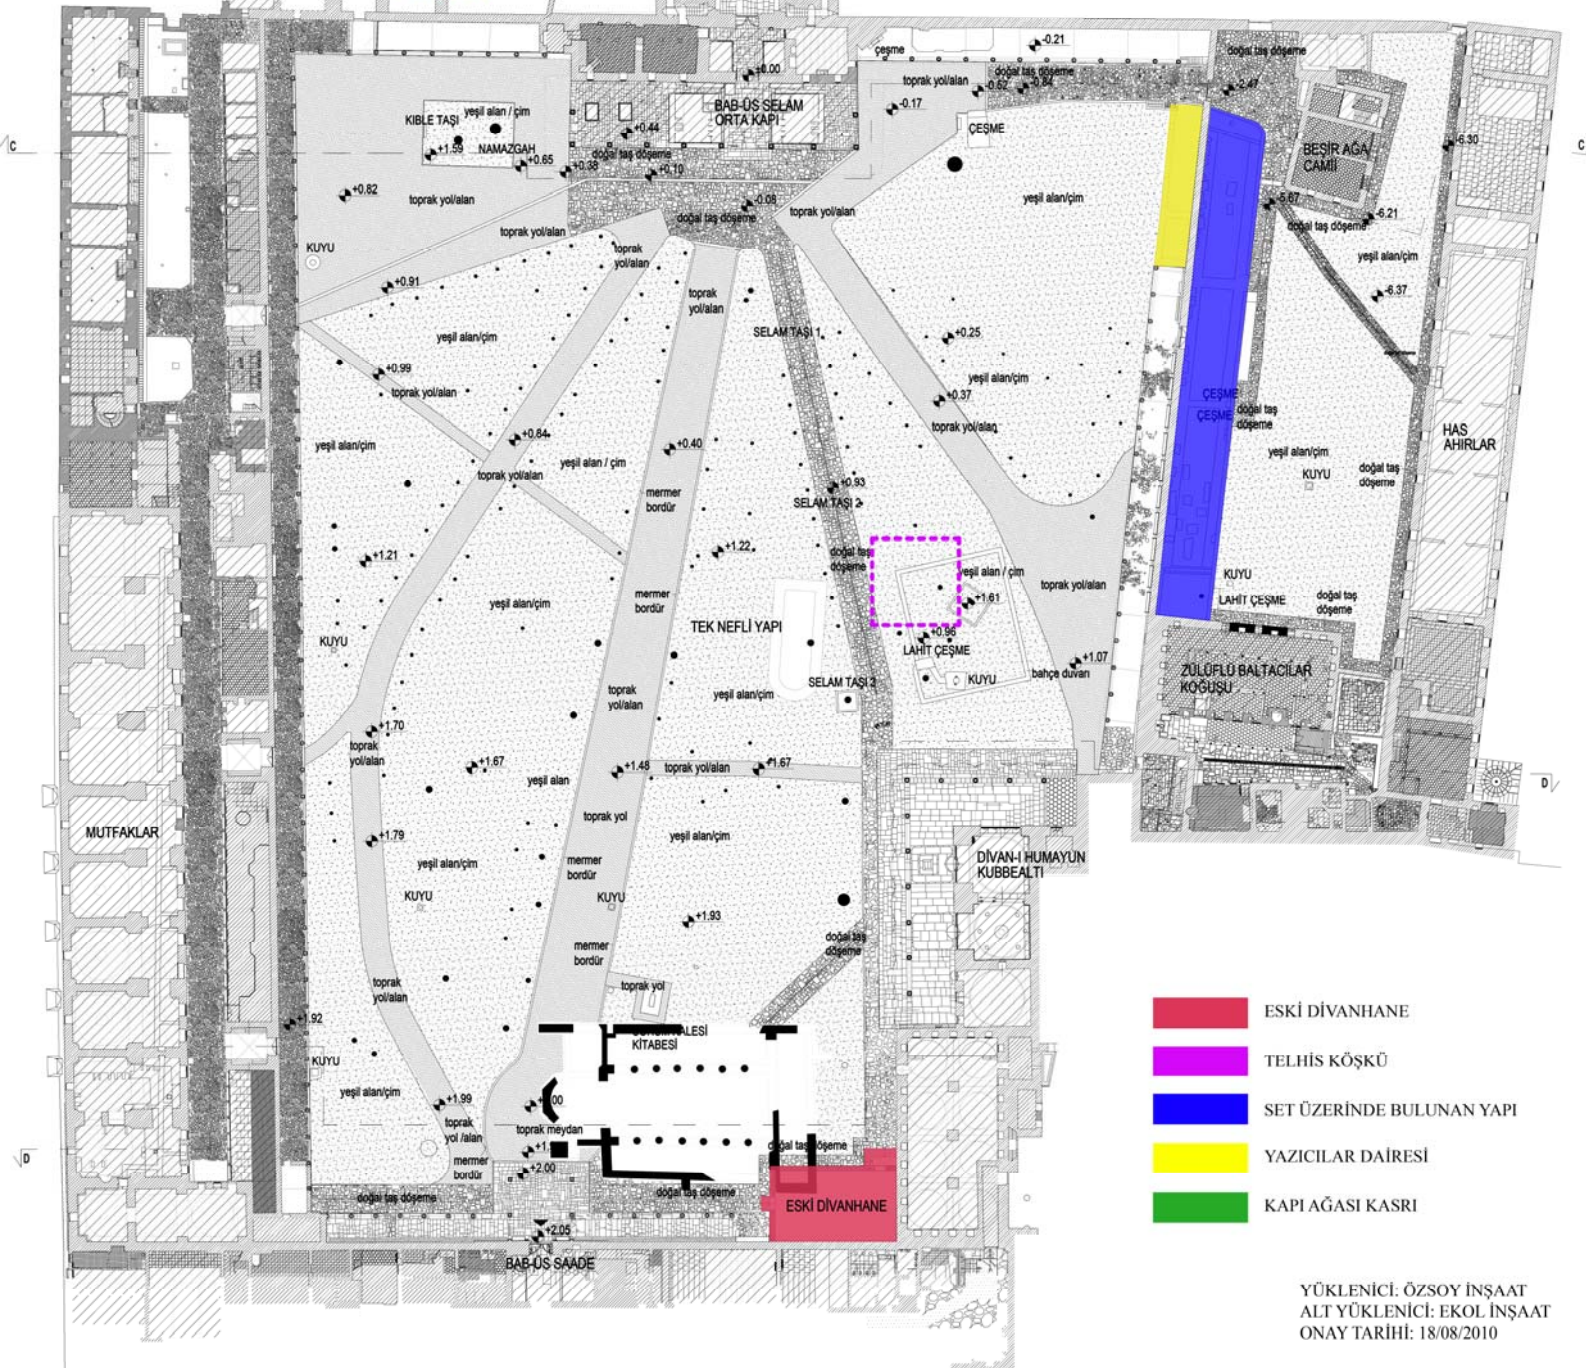 çeşme
-0.21
doğal taş döşeme
+0.00
toprak yol/alan
doğal taş döşeme
-0.62
-0.84
-2.47
yeşil alan / çim
BAB-ÜS SELAM
ORTA KAPI
-0.17
KIBLE TAŞI
+0.44
ÇEŞME
NAMAZGAH
+1.59
doğal taş döşeme
BEŞİR AĞA
CAMİİ
-6.30
C
C
+0.65
+0.38
+0.10
+0.82
toprak yol/alan
-0.08
toprak yol/alan
yeşil alan/çim
-5.67
doğal taş döşeme
-6.21
doğal taş döşeme
toprak yol/alan
KUYU
toprak
yol/alan
yeşil alan/çim
+0.91
toprak
yol/alan
-6.37
yeşil alan/çim
SELAM TAŞI 1
+0.25
+0.99
toprak yol/alan
yeşil alan/çim
+0.37
ÇEŞME
ÇEŞME
doğal taş
döşeme
toprak yol/alan
HAS
AHIRLAR
yeşil alan/çim
+0.84
+0.40
yeşil alan / çim
toprak yol/alan
yeşil alan/çim
KUYU
doğal taş
döşeme
mermer
bordür
+0.93
SELAM TAŞI 2
+1.21
+1.22
doğal taş
döşeme
yeşil alan / çim
toprak yol/alan
KUYU
LAHİT ÇEŞME
doğal taş
döşeme
yeşil alan/çim
mermer
bordür
+1.61
TEK NEFLİ YAPI
KUYU
+0.96
LAHİT ÇEŞME
+1.07
bahçe duvarı
ZÜLÜFLÜ BALTACILAR
KOĞUŞU
toprak
yol/alan
yeşil alan/çim
SELAM TAŞI 3
KUYU
+1.70
toprak
yol/alan
+1.67
yeşil alan
+1.48
toprak yol/alan
+1.67
D
MUTFAKLAR
+1.79
toprak yol
yeşil alan/çim
yeşil alan/çim
mermer
bordür
DİVAN-I HUMAYUN
KUBBEALTI
KUYU
KUYU
+1.93
doğal taş
döşeme
mermer
bordür
toprak
yol/alan
toprak yol
+1.92
KİTABESİ
KUYU
yeşil alan/çim
+1.99
toprak
yol /alan
toprak meydan
doğal taş döşeme
D
mermer
bordür
+2.00
doğal taş döşeme
doğal taş döşeme
ESKİ DİVANHANE
+2.05
BAB-ÜS SAADE
ESKİ DİVANHANE
TELHİS KÖŞKÜ
SET ÜZERİNDE BULUNAN YAPI
YAZICILAR DAİRESİ
KAPI AĞASI KASRI
YÜKLENİCİ: ÖZSOY İNŞAAT
ALT YÜKLENİCİ: EKOL İNŞAAT
ONAY TARİHİ: 18/08/2010